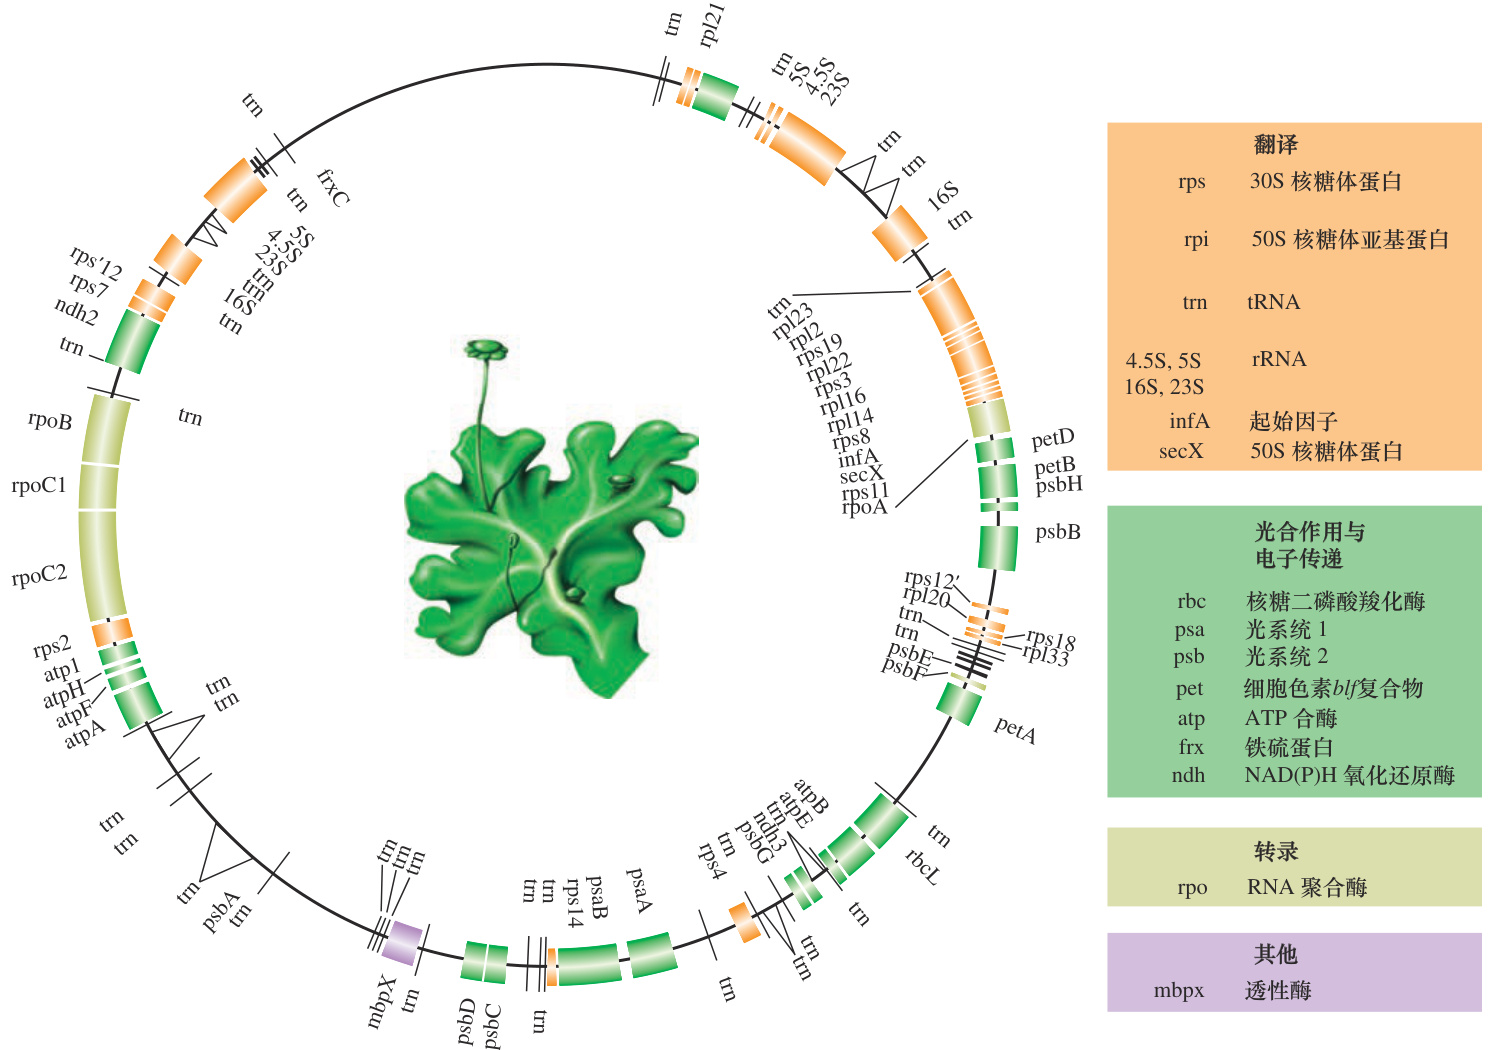 trn
rpl21
trn
5S
4.5S
23S
trn
trn
16S
trn
trn
rpl23
rpl2
rps19
rpl22
rps3
rpl16
rpl14
rps8
infA
secX
rps11
rpoA
petD
petB
psbH
psbB
rps12'
rpl20
trn
trn
psbE
psbF
rps18
rpl33
petA
trn
rbcL
atpB
atpE
trn
ndh3
psbG
trn
trn
rps4
trn
trn
trn
psaA
psaB
rps14
trn
trn
trn
psbC
psbD
trn
mbpX
trn
trn
trn
trn
psbA
trn
trn
trn
trn
trn
atpA
atpF
atpH
atp1
rps2
rpoC2
rpoC1
rpoB
trn
trn
ndh2
rps7
rps'12
trn
16S
trn
trn
23S
4.5S
5S
trn
frxC
trn
翻译
rps 30S 核糖体蛋白
rpi 50S 核糖体亚基蛋白
trn tRNA
4.5S, 5S rRNA
16S, 23S
infA 起始因子
secX 50S 核糖体蛋白
光合作用与
电子传递
rbc 核糖二磷酸羧化酶
psa 光系统 1
psb 光系统 2
pet 细胞色素blf复合物
atp ATP 合酶
frx 铁硫蛋白
ndh NAD(P)H 氧化还原酶
转录
rpo RNA 聚合酶
其他
mbpx 透性酶